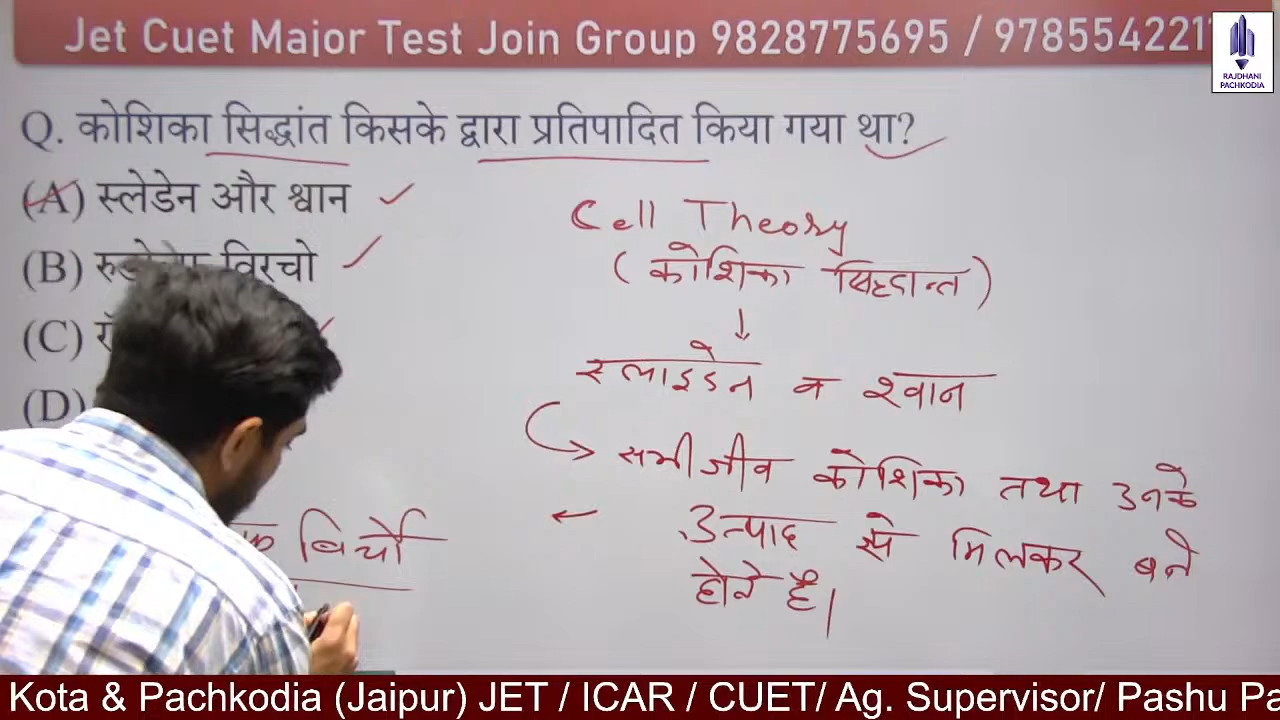 Jet Cuet Major Test Join Group 9828775695 / 978554221
RAJDHANI
PACHKODIA
Q. कोशिका सिद्धांत किसके द्वारा प्रतिपादित किया गया था?
(A) स्लेडेन और श्वान
(B) विरचो
(C)
(D)
Cell Theory
(कोशिका सिद्धान्त)
स्लाइडेन व श्वान
सभी जीव कोशिका तथा उनके
उत्पाद से मिलकर बने
होते है।
विर्चो
Kota & Pachkodia (Jaipur) JET / ICAR / CUET/ Ag. Supervisor/ Pashu Pa